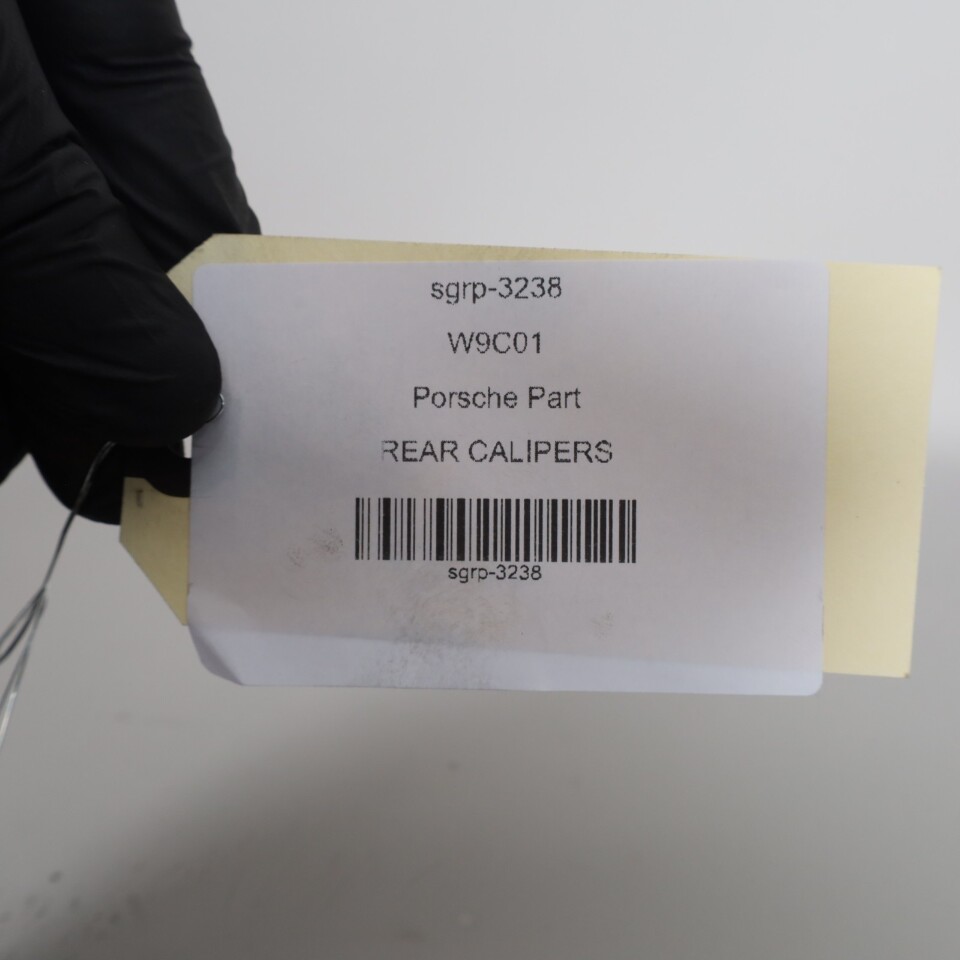 sgrp-3238
W9C01
Porsche Part
REAR CALIPERS
sgrp-3238